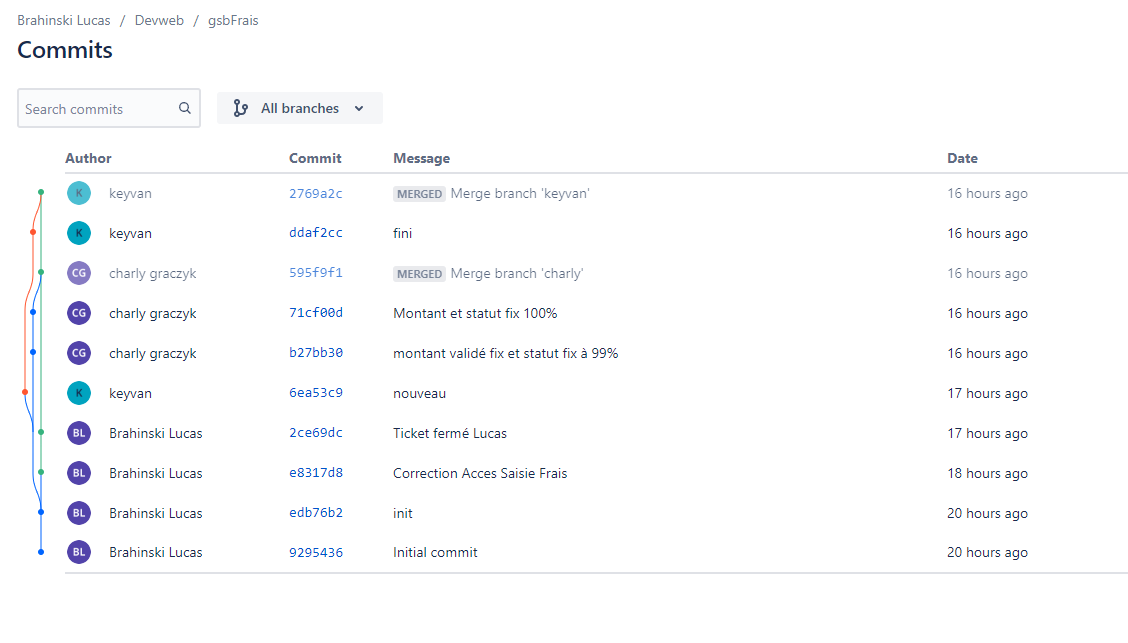 Brahinski Lucas / Devweb / gsbFrais
Commits
Search commits All branches
Author Commit Message Date
K keyvan 2769a2c MERGED Merge branch 'keyvan' 16 hours ago
K keyvan ddaf2cc fini 16 hours ago
CG charly graczyk 595f9f1 MERGED Merge branch 'charly' 16 hours ago
CG charly graczyk 71cf00d Montant et statut fix 100% 16 hours ago
CG charly graczyk b27bb30 montant validé fix et statut fix à 99% 16 hours ago
K keyvan 6ea53c9 nouveau 17 hours ago
BL Brahinski Lucas 2ce69dc Ticket fermé Lucas 17 hours ago
BL Brahinski Lucas e8317d8 Correction Acces Saisie Frais 18 hours ago
BL Brahinski Lucas edb76b2 init 20 hours ago
BL Brahinski Lucas 9295436 Initial commit 20 hours ago